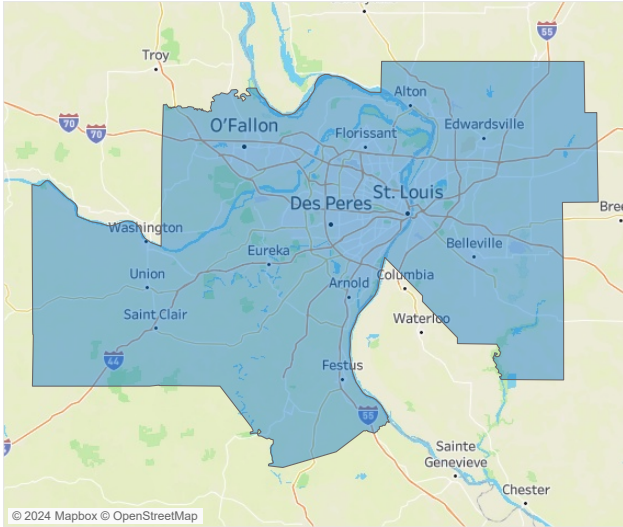 55
Troy
Alton
70
70
O'Fallon
Florissant
Edwardsville
St. Louis
Des Peres
Washington
Eureka
Belleville
Union
Arnold
Columbia
Saint Clair
Waterloo
44
Festus
55
Sainte
Genevieve
Chester
© 2024 Mapbox © OpenStreetMap